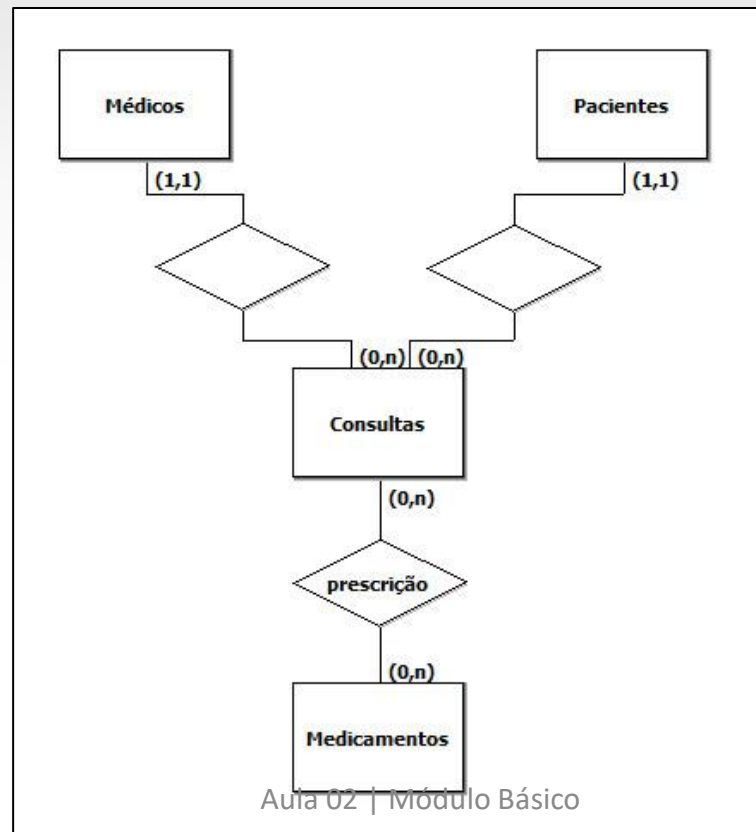 Médicos
Pacientes
(1,1)
(1,1)
(0,n)
(0,n)
Consultas
(0,n)
prescrição
(0,n)
Medicamentos
Aula 02 | Módulo Básico